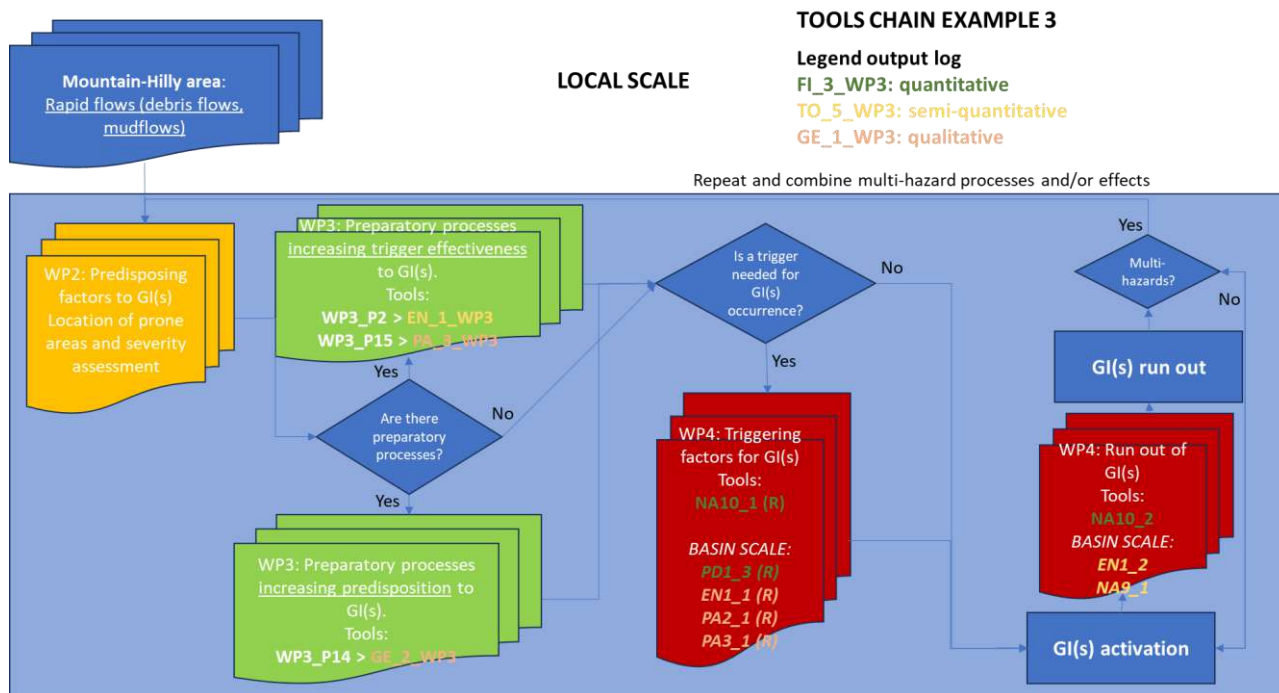 TOOLS CHAIN EXAMPLE 3
Legend output log
FI_3_WP3: quantitative
TO_5_WP3: semi-quantitative
GE_1_WP3: qualitative
LOCAL SCALE
Mountain-Hilly area:
Rapid flows (debris flows,
mudflows)
Repeat and combine multi-hazard processes and/or effects
WP2: Predisposing
factors to GI(s)
Location of prone
areas and severity
assessment
WP3: Preparatory processes
increasing trigger effectiveness
to GI(s).
Tools:
WP3_P2 > EN_1_WP3
WP3_P15 > PA_3_WP3
Yes
Are there
preparatory
processes?
No
Yes
WP3: Preparatory processes
increasing predisposition to
GI(s).
Tools:
WP3_P14 > GE_2_WP3
Is a trigger
needed for
GI(s)
occurrence?
No
Yes
WP4: Triggering
factors for GI(s)
Tools:
NA10_1 (R)
BASIN SCALE:
PD1_3 (R)
EN1_1 (R)
PA2_1 (R)
PA3_1 (R)
Yes
Multi-
hazards?
No
GI(s) run out
WP4: Run out of
GI(s)
Tools:
NA10_2
BASIN SCALE:
EN1_2
NA9_1
GI(s) activation